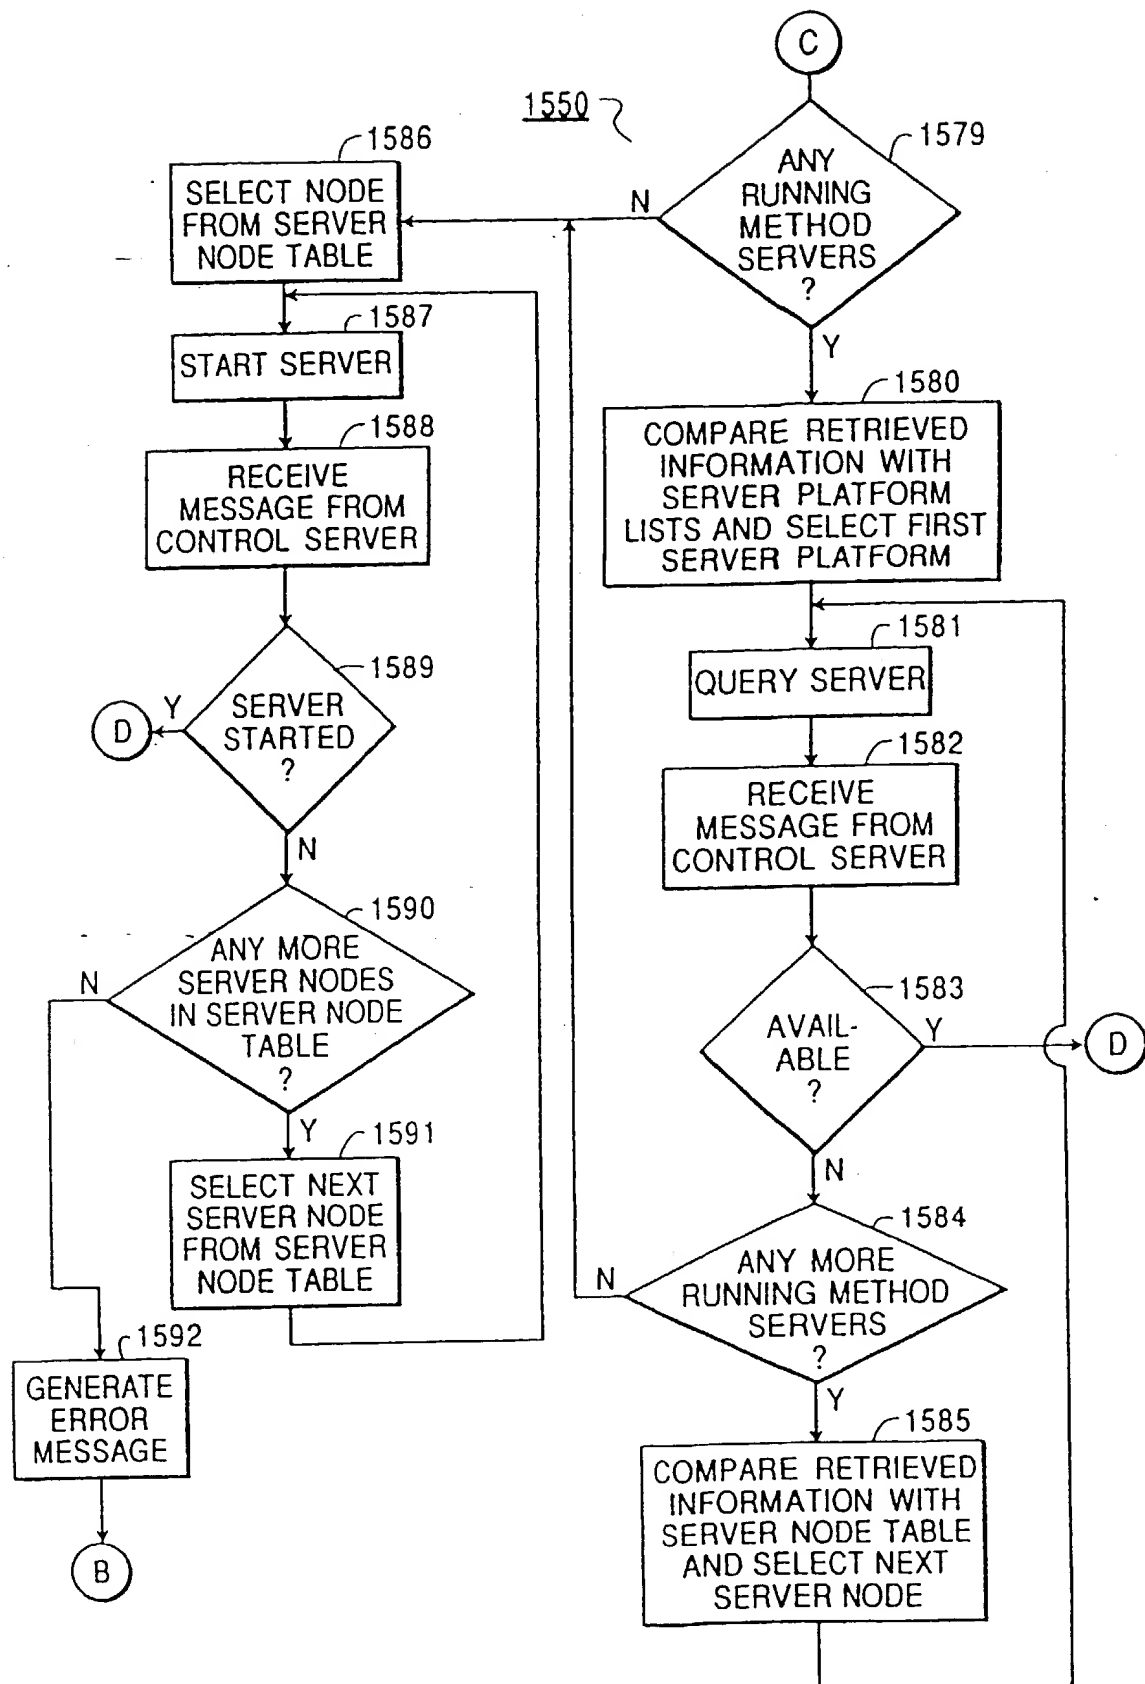 C
1550
1579
ANY
RUNNING
METHOD
SERVERS
?
N
Y
1586
SELECT NODE
FROM SERVER
NODE TABLE
1587
START SERVER
1588
RECEIVE
MESSAGE FROM
CONTROL SERVER
1589
SERVER
STARTED
?
Y
D
N
1590
ANY MORE
SERVER NODES
IN SERVER NODE
TABLE
?
N
Y
1591
SELECT NEXT
SERVER NODE
FROM SERVER
NODE TABLE
1592
GENERATE
ERROR
MESSAGE
B
1580
COMPARE RETRIEVED
INFORMATION WITH
SERVER PLATFORM
LISTS AND SELECT FIRST
SERVER PLATFORM
1581
QUERY SERVER
1582
RECEIVE
MESSAGE FROM
CONTROL SERVER
1583
AVAIL-
ABLE
?
Y
D
N
1584
ANY MORE
RUNNING METHOD
SERVERS
?
N
Y
1585
COMPARE RETRIEVED
INFORMATION WITH
SERVER NODE TABLE
AND SELECT NEXT
SERVER NODE